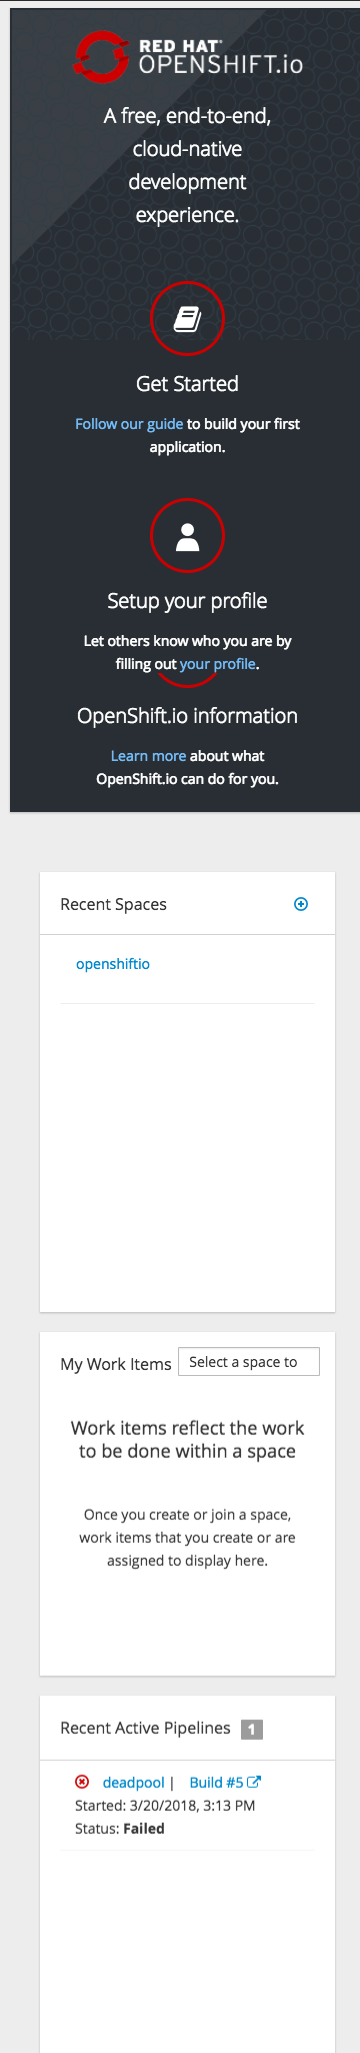 RED HAT®
OPENSHIFT.io
A free, end-to-end,
cloud-native
development
experience.
Get Started
Follow our guide to build your first
application.
Setup your profile
Let others know who you are by
filling out your profile.
OpenShift.io information
Learn more about what
OpenShift.io can do for you.
Recent Spaces
openshiftio
My Work Items
Select a space to
Work items reflect the work
to be done within a space
Once you create or join a space,
work items that you create or are
assigned to display here.
Recent Active Pipelines 1
deadpool | Build #5
Started: 3/20/2018, 3:13 PM
Status: Failed